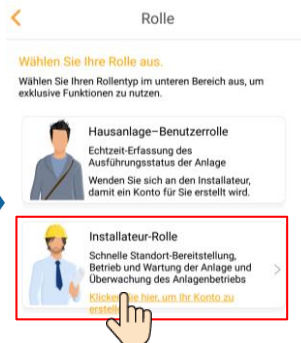 Rolle
Wählen Sie Ihre Rolle aus.
Wählen Sie Ihren Rollentyp im unteren Bereich aus, um
exklusive Funktionen zu nutzen.
Hausanlage-Benutzerrolle
Echtzeit-Erfassung des
Ausführungsstatus der Anlage
Wenden Sie sich an den Installateur,
damit ein Konto für Sie erstellt wird.
Installateur-Rolle
Schnelle Standort-Bereitstellung,
Betrieb und Wartung der Anlage und
Überwachung des Anlagenbetriebs
Klicken Sie hier, um Ihr Konto zu
erstellen